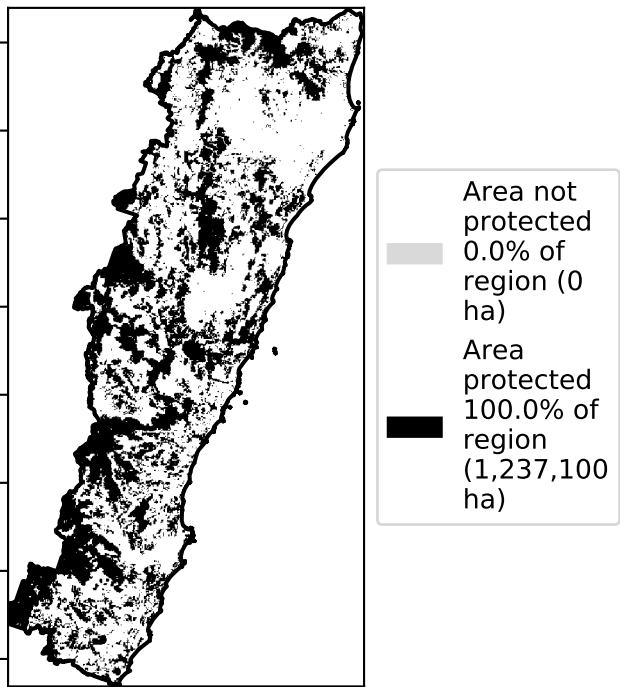 Area not
protected
0.0% of
region (0
ha)
Area
protected
100.0% of
region
(1,237,100
ha)